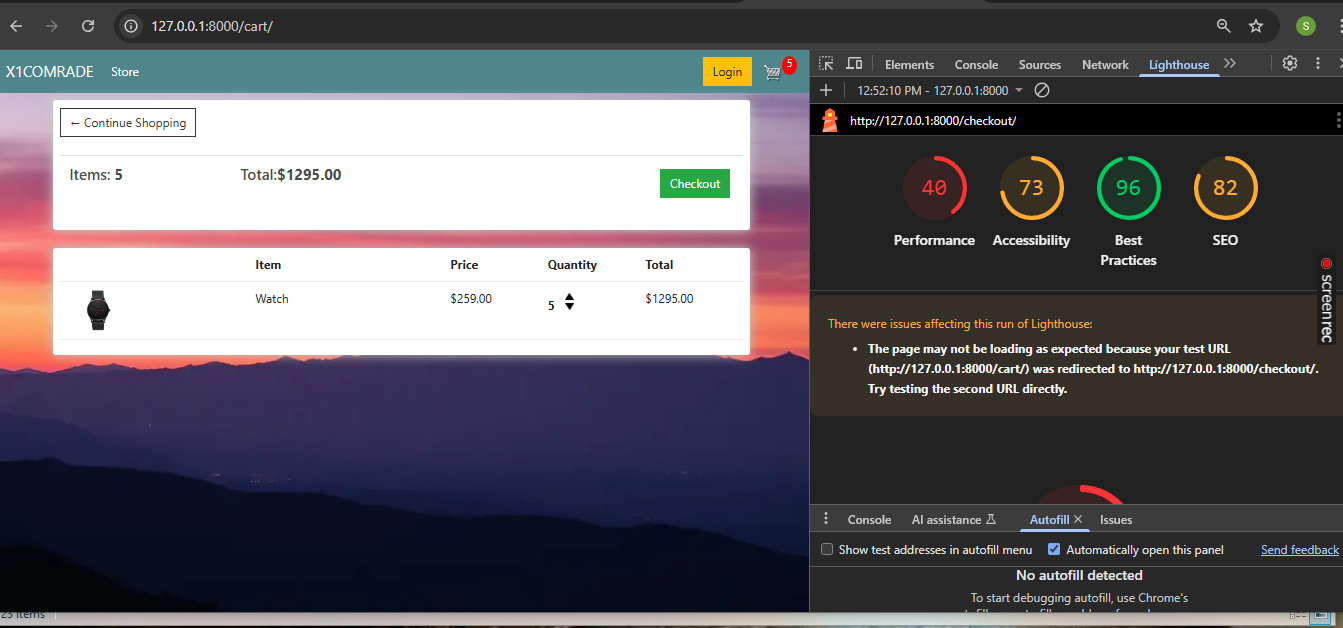 127.0.0.1:8000/cart/
S
X1COMRADE
Store
Login
5
← Continue Shopping
Items: 5
Total:$1295.00
Checkout
Item
Price
Quantity
Total
Watch
$259.00
5
$1295.00
Elements
Console
Sources
Network
Lighthouse
12:52:10 PM - 127.0.0.1:8000
http://127.0.0.1:8000/checkout/
40
73
96
82
Performance
Accessibility
Best
Practices
SEO
There were issues affecting this run of Lighthouse:
• The page may not be loading as expected because your test URL
(http://127.0.0.1:8000/cart/) was redirected to http://127.0.0.1:8000/checkout/.
Try testing the second URL directly.
screenrec
Console
AI assistance
Autofill
Issues
Show test addresses in autofill menu
Automatically open this panel
Send feedback
No autofill detected
To start debugging autofill, use Chrome's
items